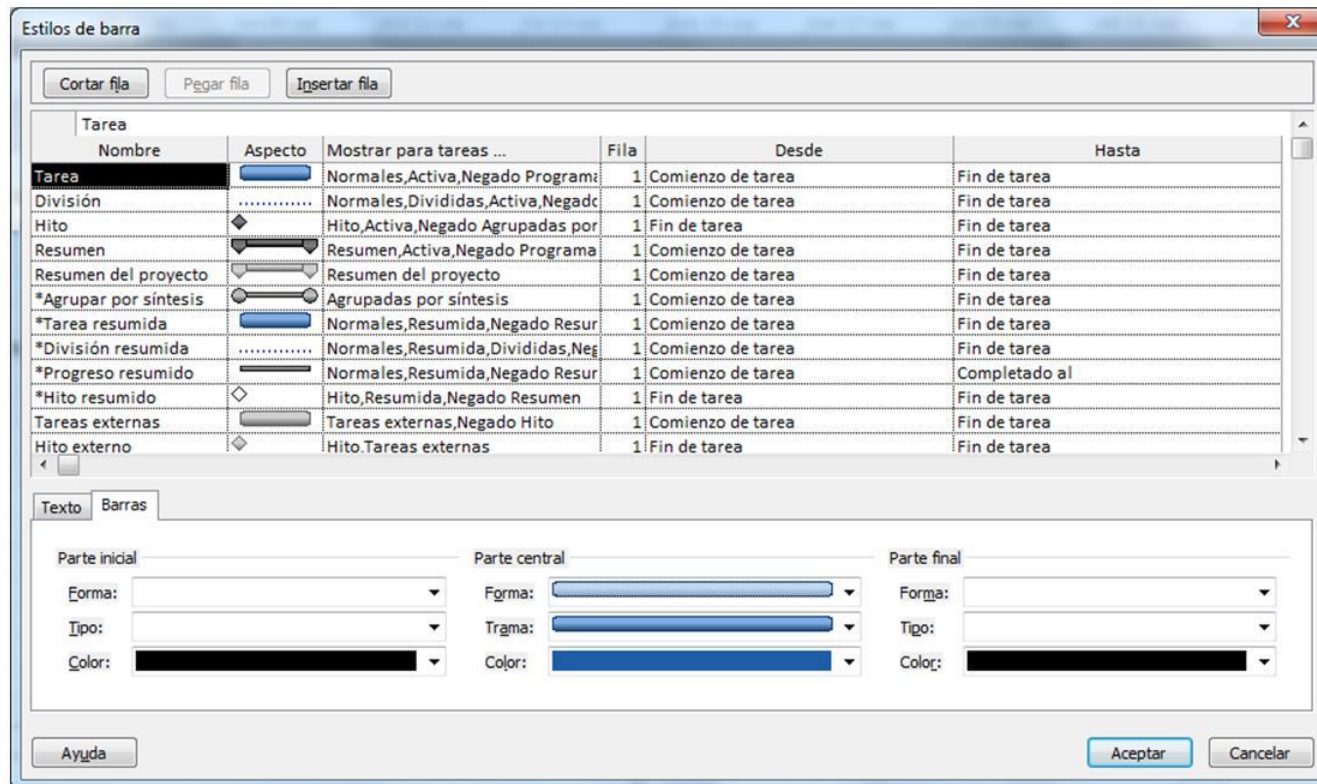 Estilos de barra
Cortar fila Pegar fila Insertar fila
Tarea
Nombre Aspecto Mostrar para tareas ... Fila Desde Hasta
Tarea Normales,Activa,Negado Programa 1 Comienzo de tarea Fin de tarea
División Normales,Divididas,Activa,Negado 1 Comienzo de tarea Fin de tarea
Hito Hito,Activa,Negado Agrupadas por 1 Fin de tarea Fin de tarea
Resumen Resumen,Activa,Negado Programa 1 Comienzo de tarea Fin de tarea
Resumen del proyecto Resumen del proyecto 1 Comienzo de tarea Fin de tarea
*Agrupar por síntesis Agrupadas por síntesis 1 Comienzo de tarea Fin de tarea
*Tarea resumida Normales,Resumida,Negado Resur 1 Comienzo de tarea Fin de tarea
*División resumida Normales,Resumida,Divididas,Neg 1 Comienzo de tarea Fin de tarea
*Progreso resumido Normales,Resumida,Negado Resur 1 Comienzo de tarea Completado al
*Hito resumido Hito,Resumida,Negado Resumen 1 Fin de tarea Fin de tarea
Tareas externas Tareas externas,Negado Hito 1 Comienzo de tarea Fin de tarea
Hito externo Hito,Tareas externas 1 Fin de tarea Fin de tarea
Texto Barras
Parte inicial Parte central Parte final
Forma: Forma: Forma:
Tipo: Trama: Tipo:
Color: Color: Color:
Ayuda Aceptar Cancelar